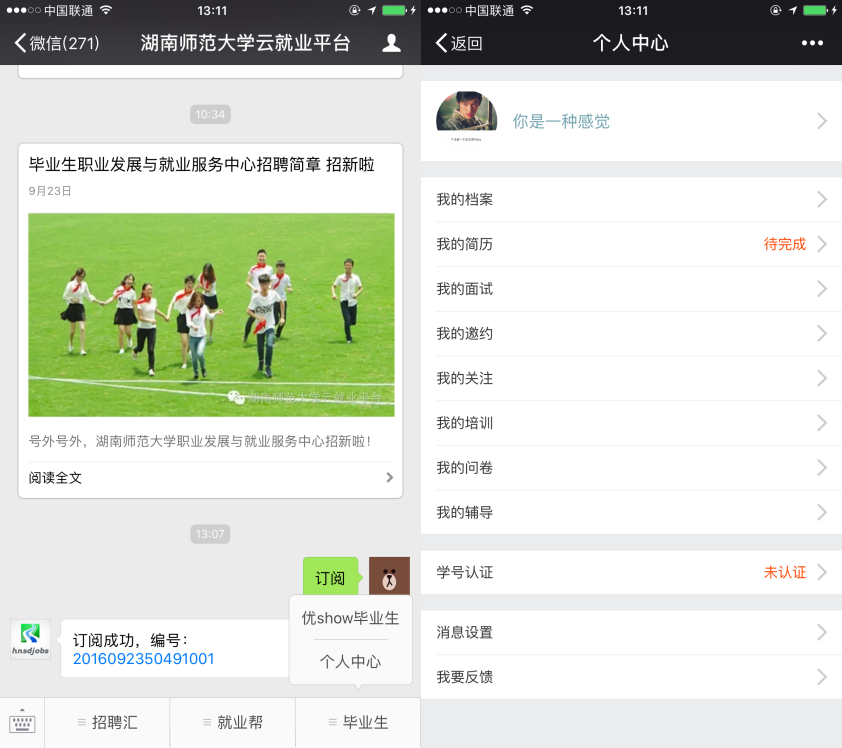 中国联通
13:11
微信(271)
湖南师范大学云就业平台
10:34
毕业生职业发展与就业服务中心招聘简章 招新啦
9月23日
湖南师范大学云就业平台
号外号外，湖南师范大学职业发展与就业服务中心招新啦！
阅读全文
13:07
订阅
hnsdjobs
订阅成功，编号：
2016092350491001
优show毕业生
个人中心
招聘汇
就业帮
毕业生
中国联通
13:11
返回
个人中心
你是一种感觉
我的档案
我的简历
待完成
我的面试
我的邀约
我的关注
我的培训
我的问卷
我的辅导
学号认证
未认证
消息设置
我要反馈